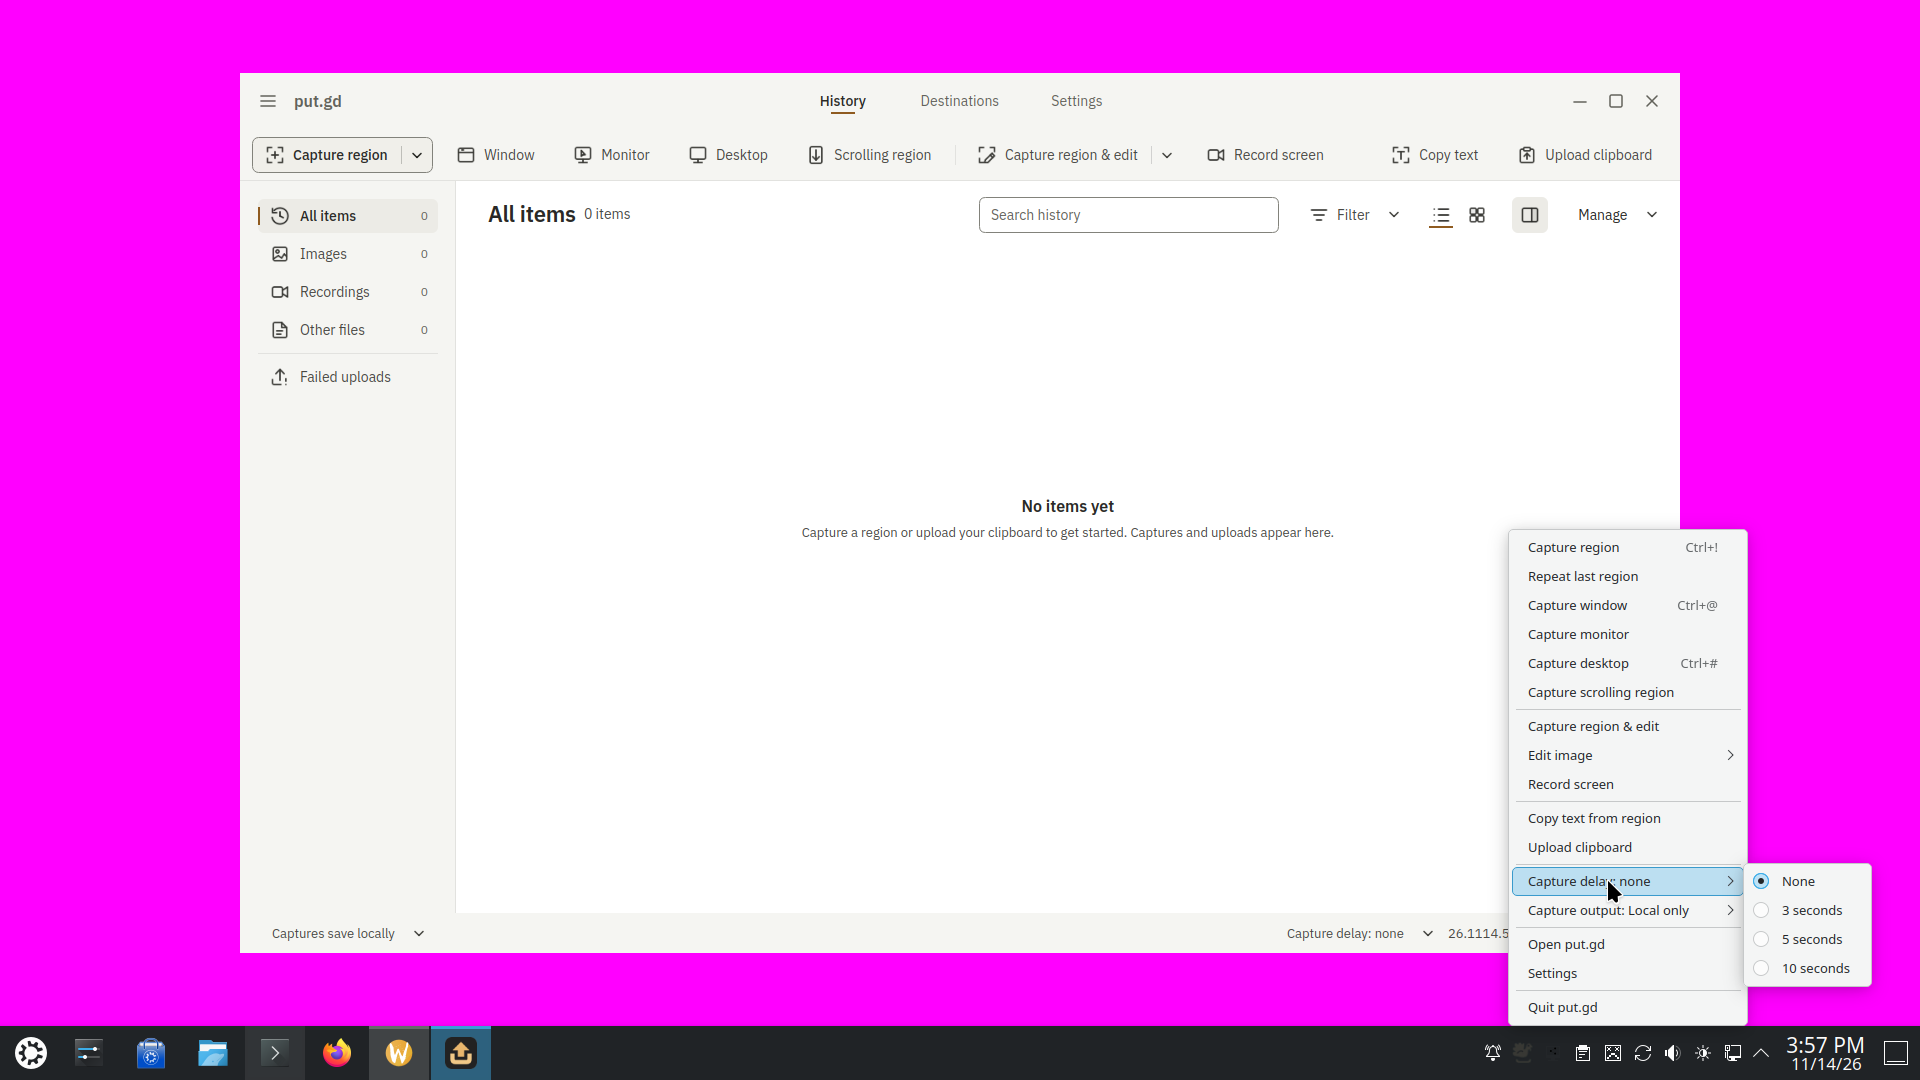 put.gd
History
Destinations
Settings
Capture region
Window
Monitor
Desktop
Scrolling region
Capture region & edit
Record screen
Copy text
Upload clipboard
All items 0
Images 0
Recordings 0
Other files 0
Failed uploads
All items 0 items
Search history
Filter
Manage
No items yet
Capture a region or upload your clipboard to get started. Captures and uploads appear here.
Captures save locally
Capture delay: none
26.1114.5
Capture region Ctrl+!
Repeat last region
Capture window Ctrl+@
Capture monitor
Capture desktop Ctrl+#
Capture scrolling region
Capture region & edit
Edit image
Record screen
Copy text from region
Upload clipboard
Capture delay: none
Capture output: Local only
Open put.gd
Settings
Quit put.gd
None
3 seconds
5 seconds
10 seconds
3:57 PM
11/14/26